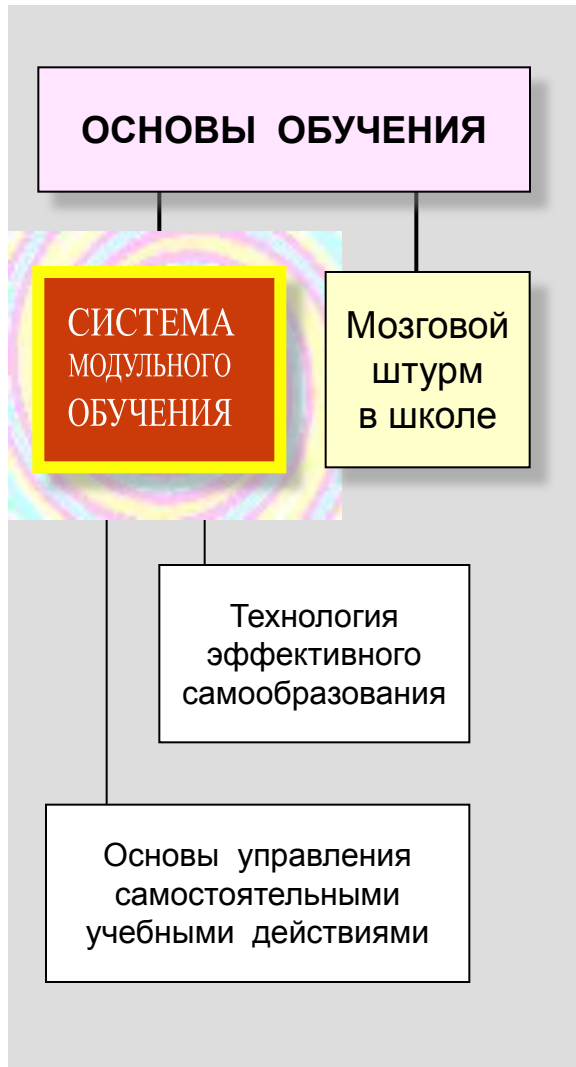 ОСНОВЫ ОБУЧЕНИЯ
СИСТЕМА
МОДУЛЬНОГО
ОБУЧЕНИЯ
Мозговой
штурм
в школе
Технология
эффективного
самообразования
Основы управления
самостоятельными
учебными действиями